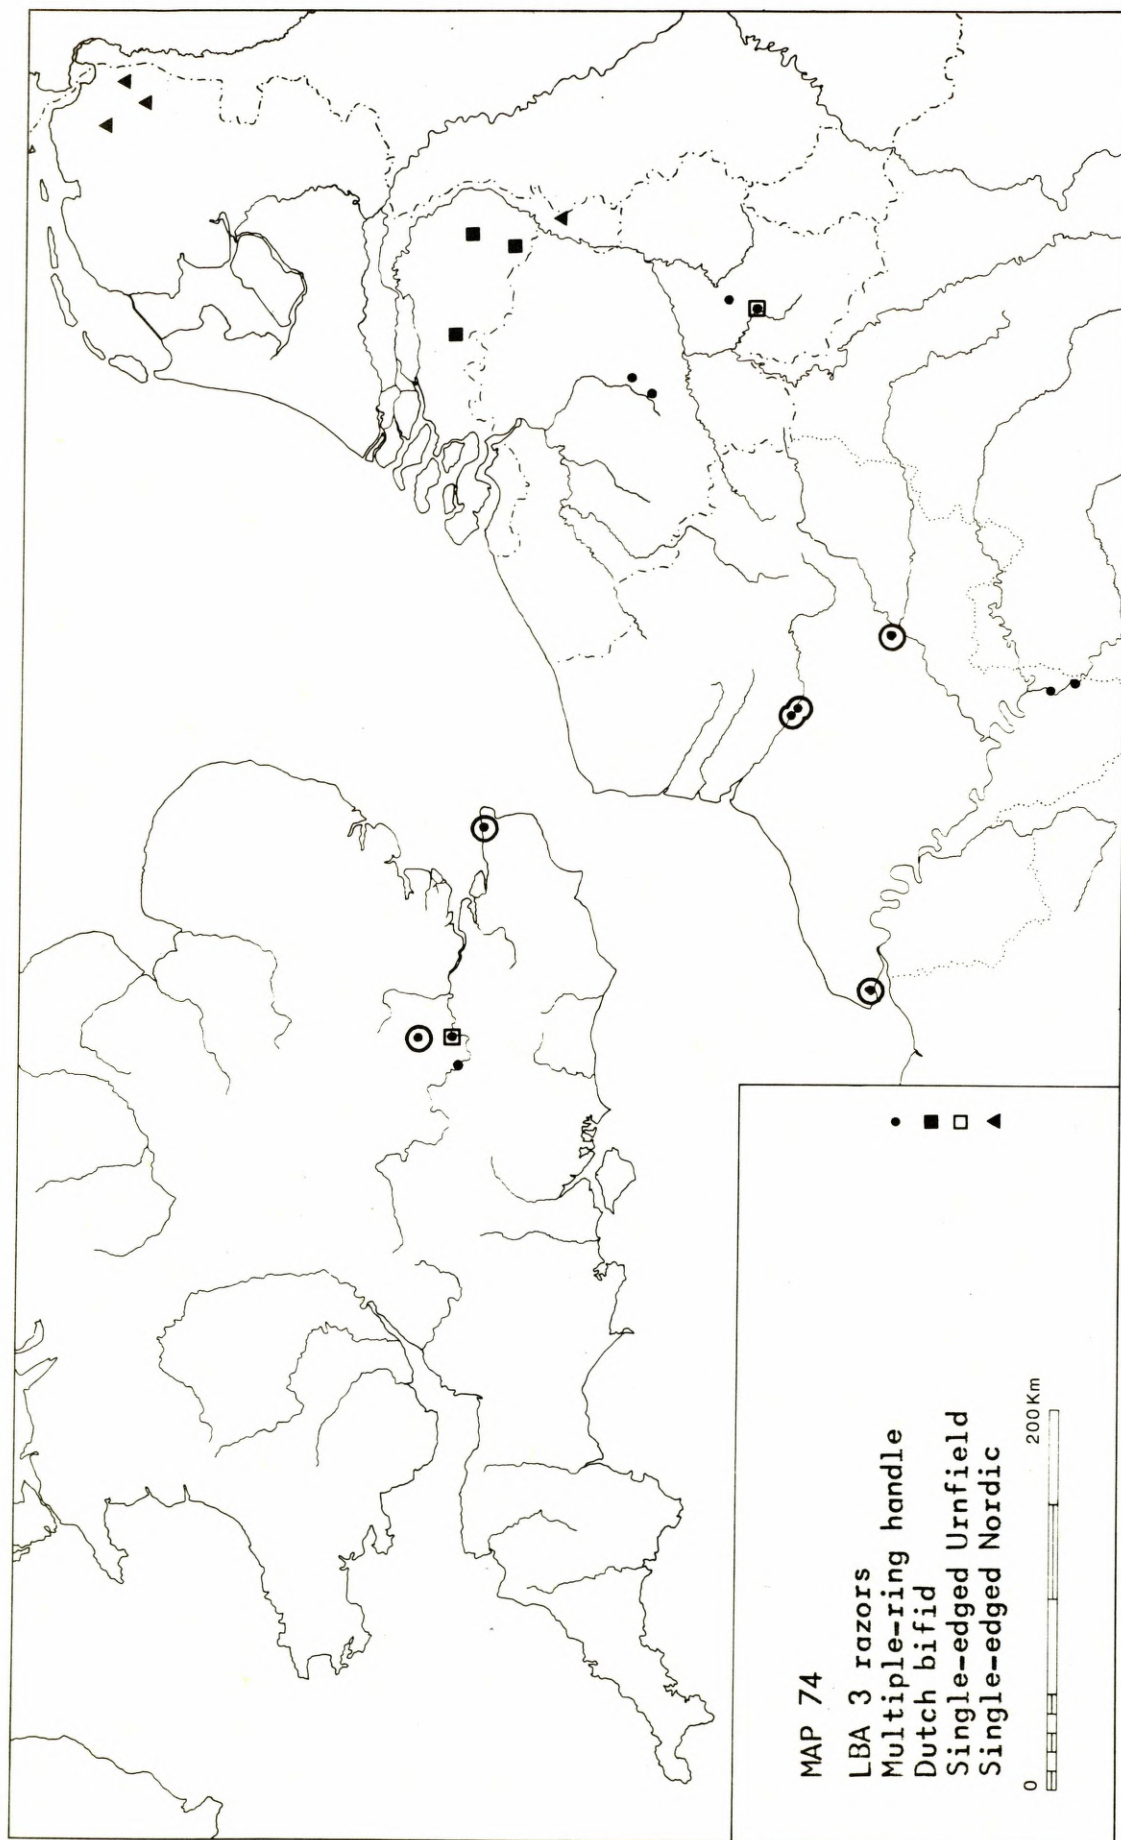 MAP 74
LBA 3 razors
Multiple-ring handle
Dutch bifid
Single-edged Urnfield
Single-edged Nordic
0 200Km